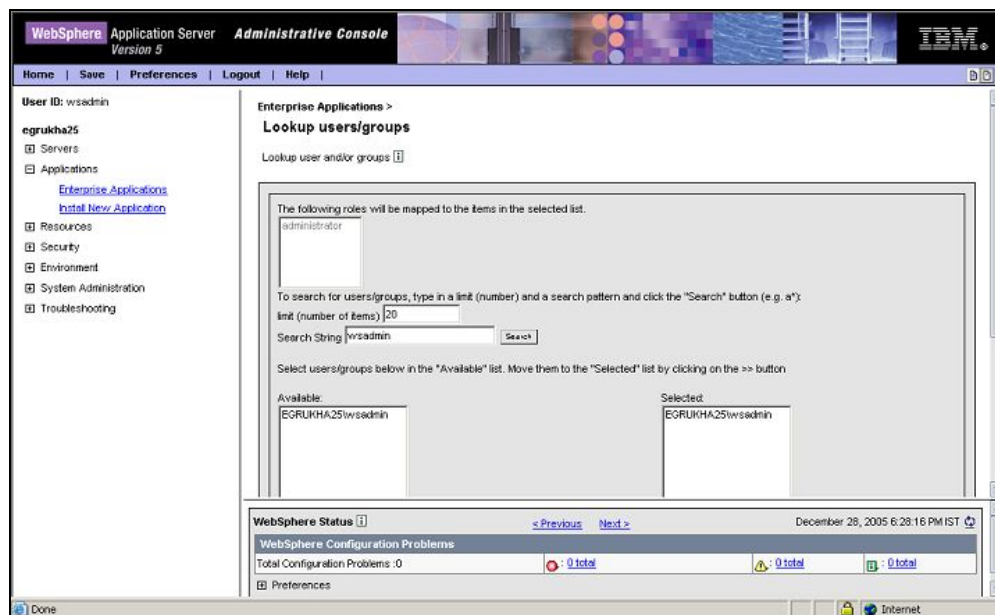 WebSphere Application Server Administrative Console
Version 5
IBM.
Home | Save | Preferences | Logout | Help |
User ID: wsadmin
egrukha25
Servers
Applications
Enterprise Applications
Install New Application
Resources
Security
Environment
System Administration
Troubleshooting
Enterprise Applications >
Lookup users/groups
Lookup user and/or groups i
The following roles will be mapped to the items in the selected list.
administrator
To search for users/groups, type in a limit (number) and a search pattern and click the "Search" button (e.g. a*):
limit (number of items) 20
Search String wsadmin Search
Select users/groups below in the "Available" list. Move them to the "Selected" list by clicking on the >> button
Available: Selected:
EGRUKHA25\wsadmin EGRUKHA25\wsadmin
WebSphere Status i < Previous Next > December 28, 2005 6:28:16 PM IST
WebSphere Configuration Problems
Total Configuration Problems :0 : 0 total : 0 total : 0 total
Preferences
Done Internet